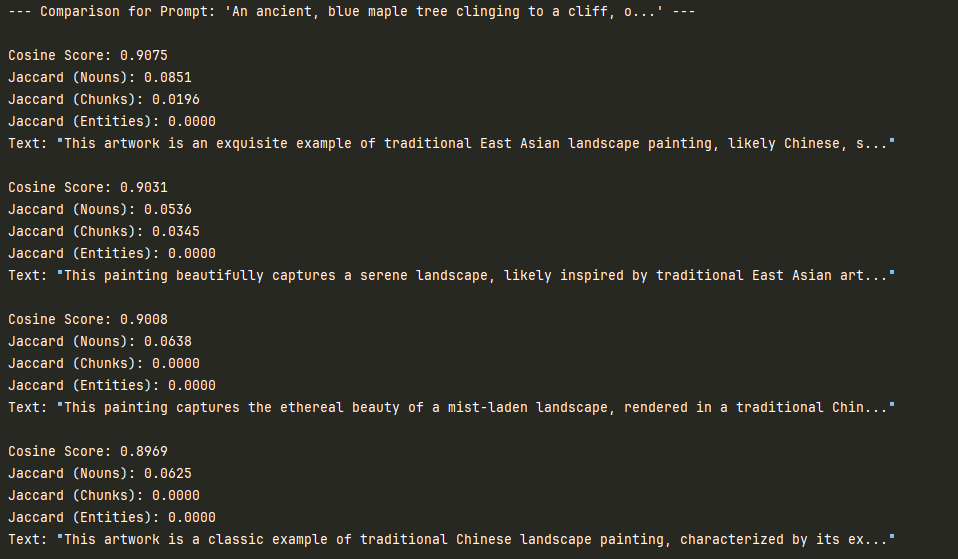 --- Comparison for Prompt: 'An ancient, blue maple tree clinging to a cliff, o...' ---
Cosine Score: 0.9075
Jaccard (Nouns): 0.0851
Jaccard (Chunks): 0.0196
Jaccard (Entities): 0.0000
Text: "This artwork is an exquisite example of traditional East Asian landscape painting, likely Chinese, s..."
Cosine Score: 0.9031
Jaccard (Nouns): 0.0536
Jaccard (Chunks): 0.0345
Jaccard (Entities): 0.0000
Text: "This painting beautifully captures a serene landscape, likely inspired by traditional East Asian art..."
Cosine Score: 0.9008
Jaccard (Nouns): 0.0638
Jaccard (Chunks): 0.0000
Jaccard (Entities): 0.0000
Text: "This painting captures the ethereal beauty of a mist-laden landscape, rendered in a traditional Chin..."
Cosine Score: 0.8969
Jaccard (Nouns): 0.0625
Jaccard (Chunks): 0.0000
Jaccard (Entities): 0.0000
Text: "This artwork is a classic example of traditional Chinese landscape painting, characterized by its ex..."